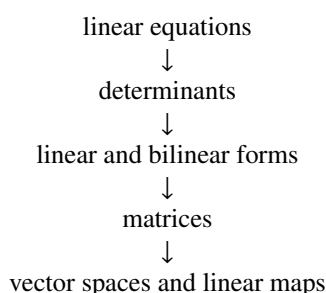 linear equations
↓
determinants
↓
linear and bilinear forms
↓
matrices
↓
vector spaces and linear maps